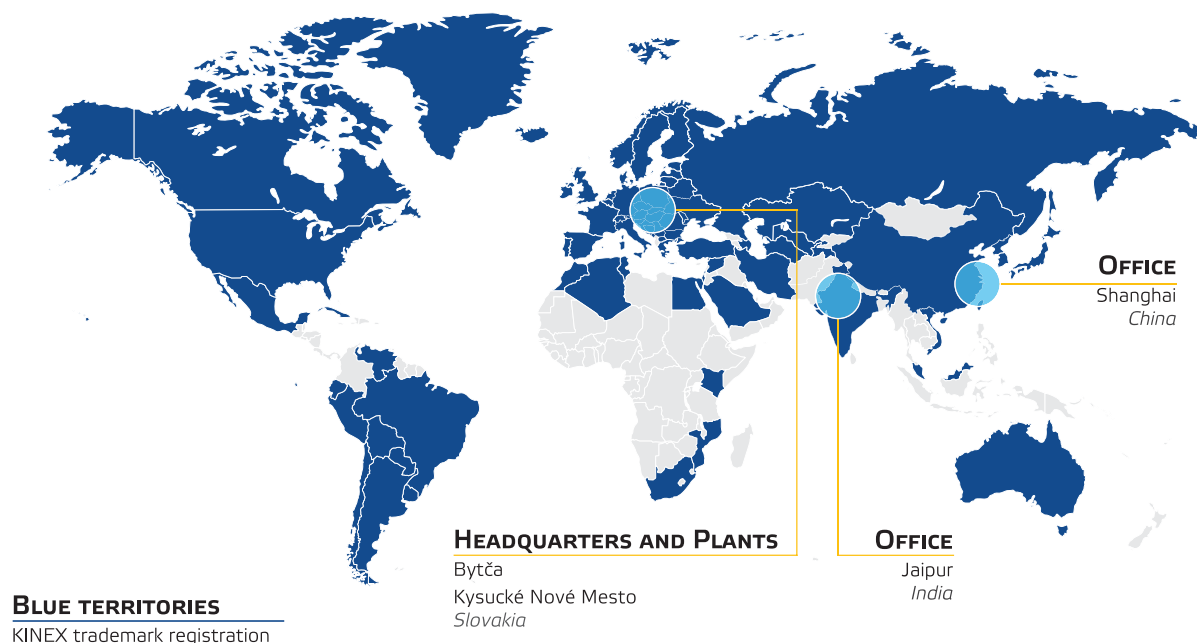 OFFICE
Shanghai
China
HEADQUARTERS AND PLANTS
Bytča
Kysucké Nové Mesto
Slovakia
OFFICE
Jaipur
India
BLUE TERRITORIES
KINEX trademark registration